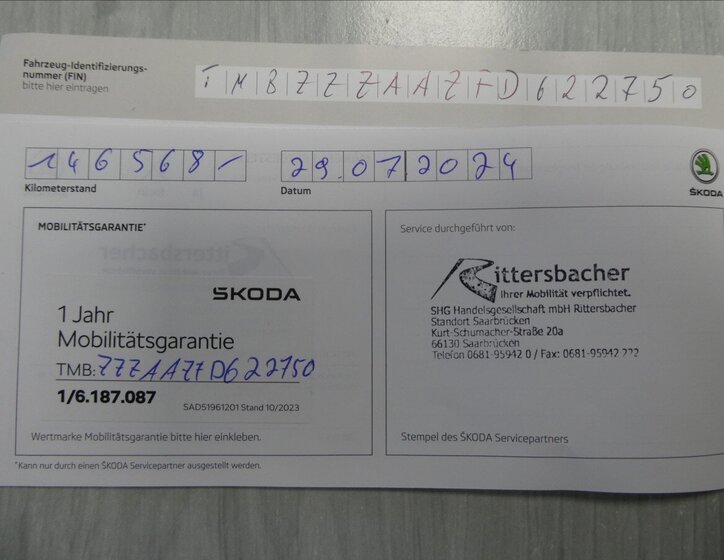 Fahrzeug-Identifizierungs-
nummer (FIN)
bitte hier eintragen
TMBZZZAAZFD622750
146568-
Kilometerstand
29.07.2024
Datum
ŠKODA
MOBILITÄTSGARANTIE*
ŠKODA
1 Jahr
Mobilitätsgarantie
TMB: ZZZAAZFD622750
1/6.187.087
SAD51961201 Stand 10/2023
Wertmarke Mobilitätsgarantie bitte hier einkleben.
*Kann nur durch einen ŠKODA Servicepartner ausgestellt werden.
Service durchgeführt von:
Rittersbacher
Ihrer Mobilität verpflichtet.
SHG Handelsgesellschaft mbH Rittersbacher
Standort Saarbrücken
Kurt-Schumacher-Straße 20a
66130 Saarbrücken
Telefon 0681-95942 0 / Fax: 0681-95942 222
Stempel des ŠKODA Servicepartners